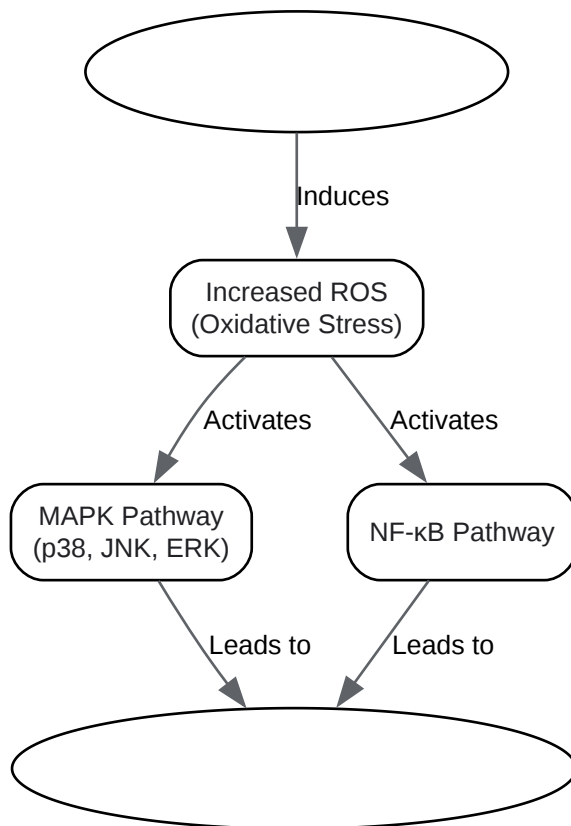 Induces
Increased ROS
(Oxidative Stress)
Activates
Activates
MAPK Pathway
(p38, JNK, ERK)
NF-κB Pathway
Leads to
Leads to